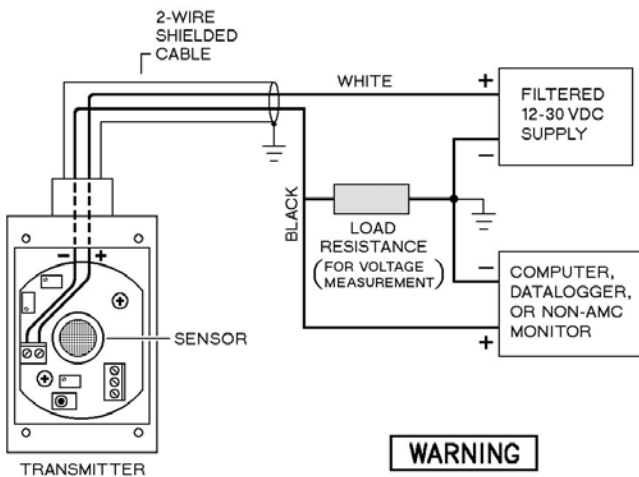 2-WIRE
SHIELDED
CABLE
WHITE
+
−
FILTERED
12-30 VDC
SUPPLY
BLACK
LOAD
RESISTANCE
(FOR VOLTAGE
MEASUREMENT)
−
+
COMPUTER,
DATALOGGER,
OR NON-AMC
MONITOR
− +
SENSOR
TRANSMITTER
WARNING